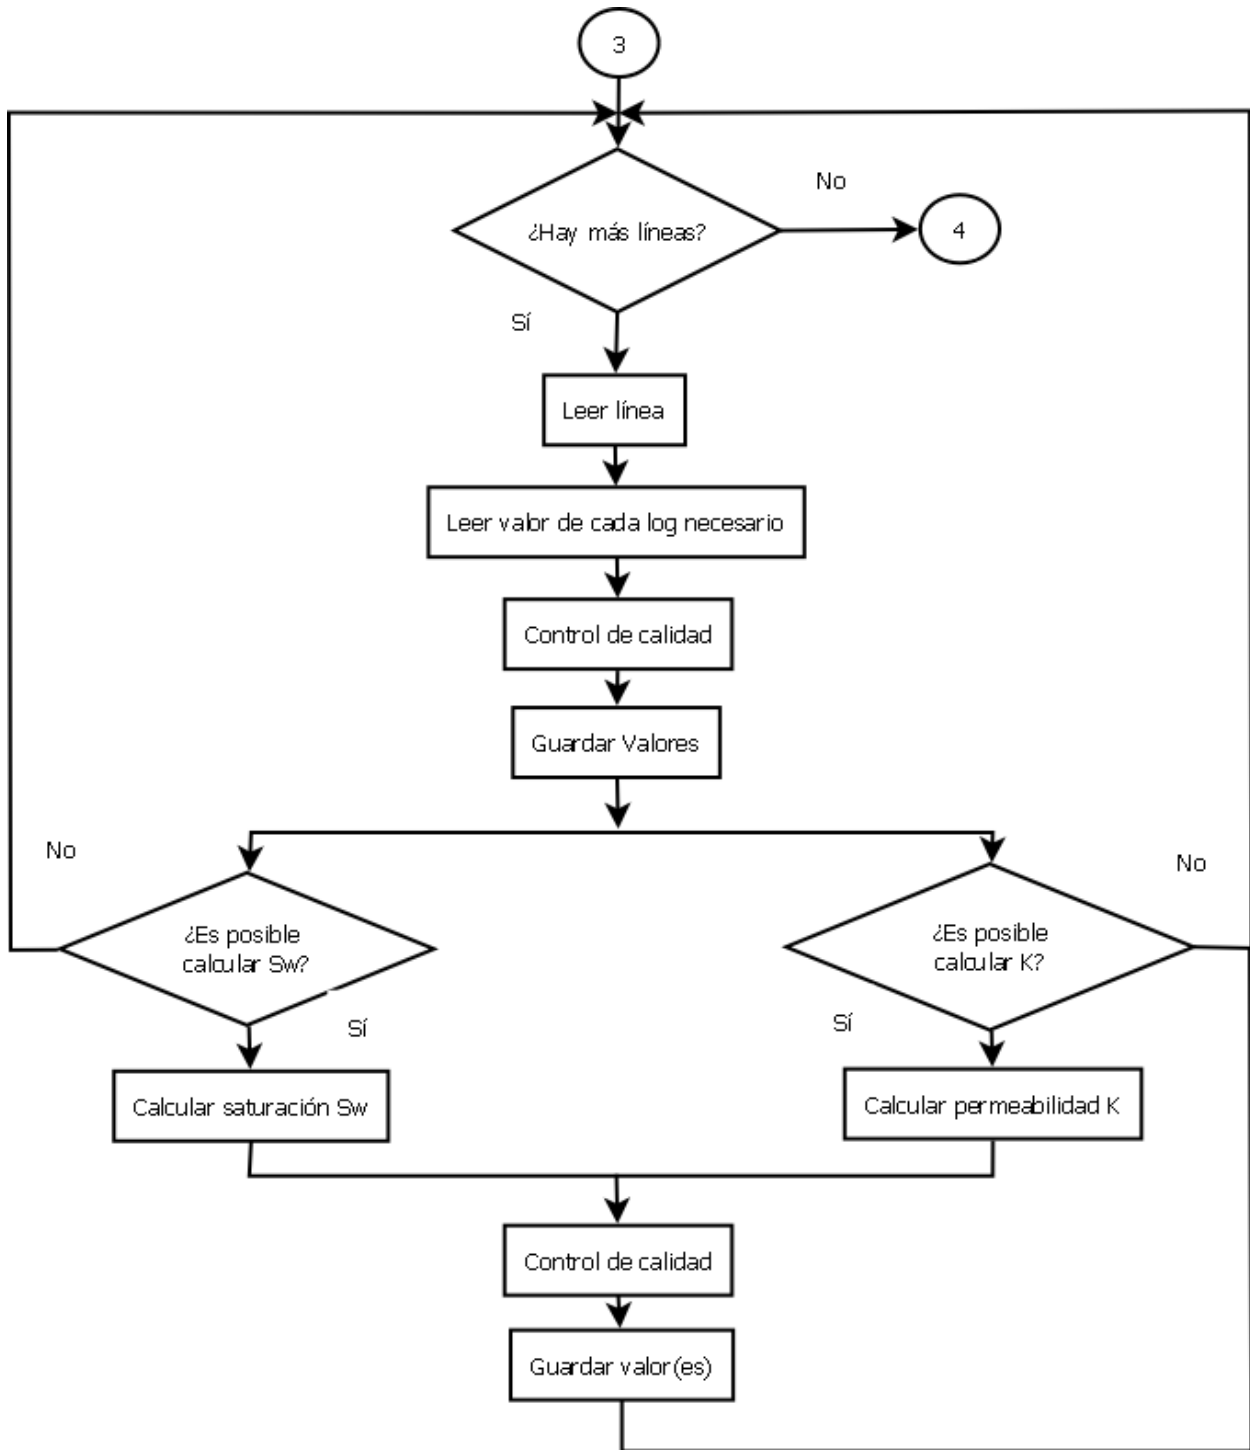 3
No
¿Hay más líneas?
4
Sí
Leer línea
Leer valor de cada log necesario
Control de calidad
Guardar Valores
No
No
¿Es posible
calcular Sw?
¿Es posible
calcular K?
Sí
Sí
Calcular saturación Sw
Calcular permeabilidad K
Control de calidad
Guardar valor(es)